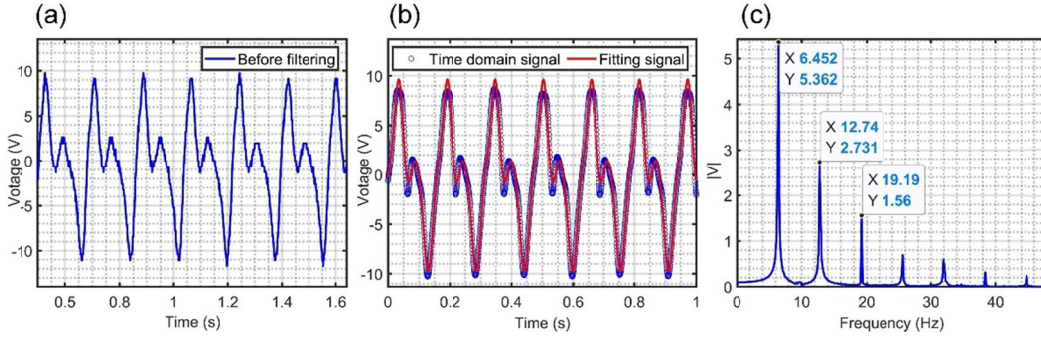 (a)
(b)
(c)
Before filtering
Votage (V)
10
5
0
-5
-10
0.5
0.8
1
1.2
1.4
1.6
Time (s)
Time domain signal
Fitting signal
Votage (V)
10
5
0
-5
-10
0
0.2
0.4
0.6
0.8
1
Time (s)
X 6.452
Y 5.362
X 12.74
Y 2.731
X 19.19
Y 1.56
|V|
5
4
3
2
1
0
0
10
20
30
40
Frequency (Hz)